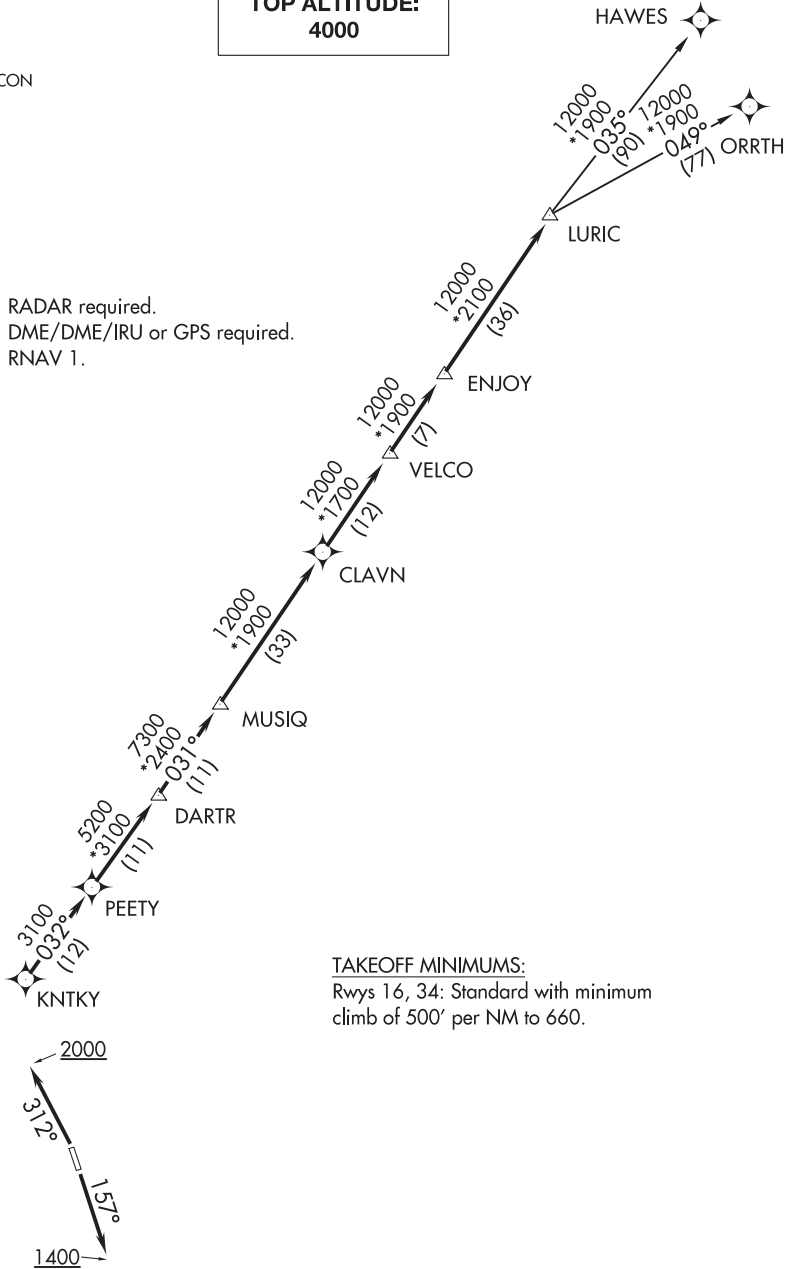 TOP ALTITUDE:
4000
CON
HAWES
12000
*1900
035°
(90)
12000
*1900
049°
(77)
ORRTH
LURIC
12000
*2100
(36)
RADAR required.
DME/DME/IRU or GPS required.
RNAV 1.
ENJOY
12000
*1900
(7)
VELCO
12000
*1700
(12)
CLAVN
12000
*1900
(33)
MUSIQ
7300
*2400
031°
(11)
DARTR
5200
*3100
(11)
PEETY
3100
032°
(12)
KNTKY
TAKEOFF MINIMUMS:
Rwys 16, 34: Standard with minimum
climb of 500' per NM to 660.
2000
312°
157°
1400